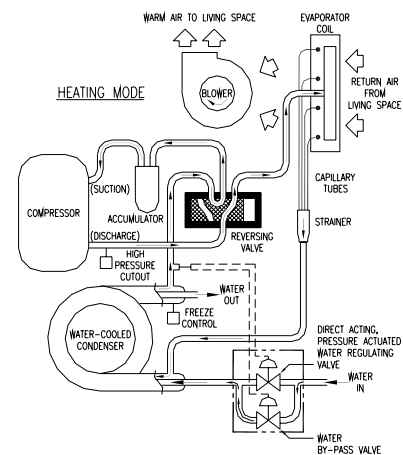 WARM AIR TO LIVING SPACE
EVAPORATOR
COIL
HEATING MODE
BLOWER
RETURN AIR
FROM
LIVING SPACE
(SUCTION)
CAPILLARY
TUBES
COMPRESSOR
ACCUMULATOR
STRAINER
(DISCHARGE)
REVERSING
VALVE
HIGH
PRESSURE
CUTOUT
WATER
OUT
FREEZE
CONTROL
WATER-COOLED
CONDENSER
DIRECT ACTING,
PRESSURE ACTUATED
WATER REGULATING
VALVE
WATER
IN
WATER
BY-PASS VALVE